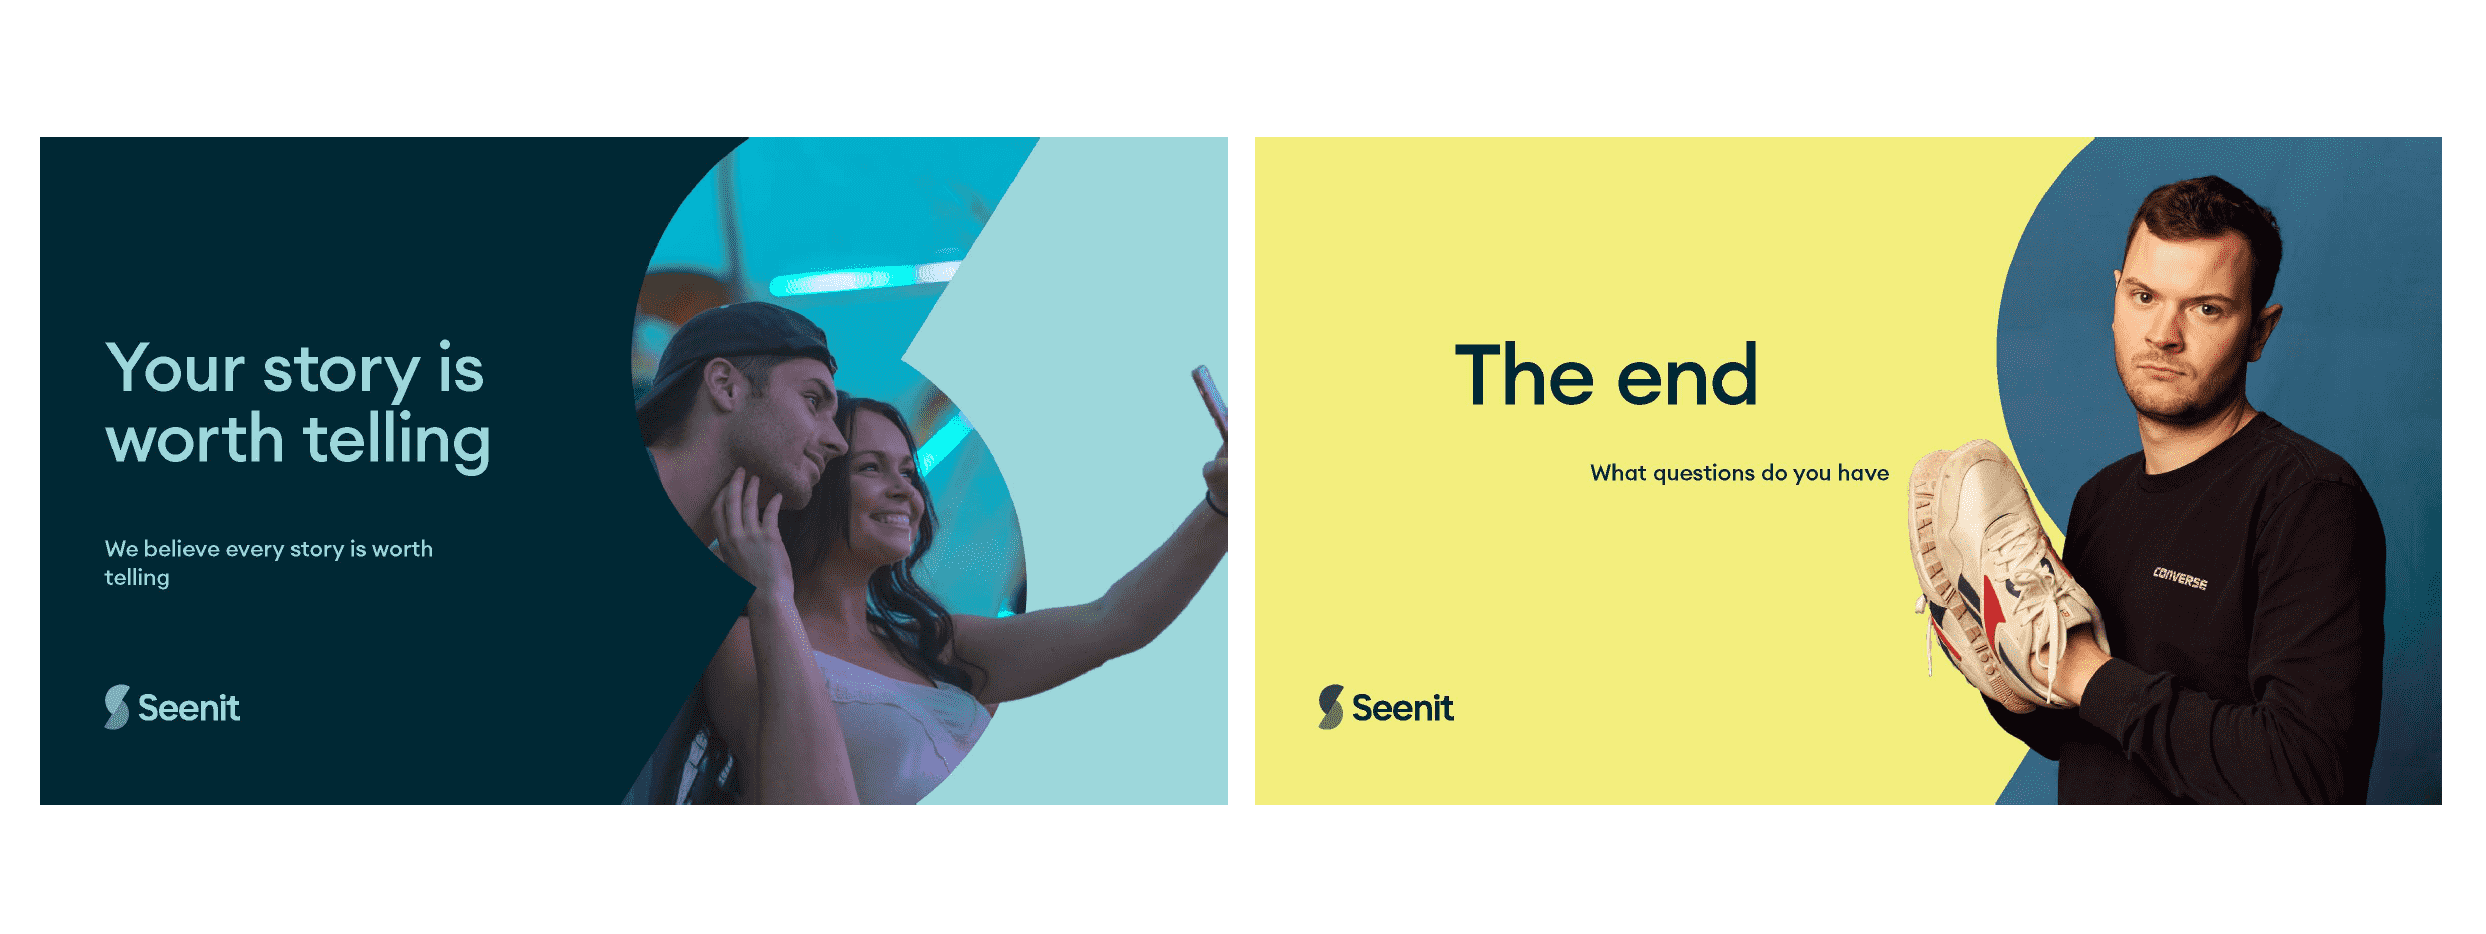 Your story is
worth telling
We believe every story is worth
telling
Seenit
The end
What questions do you have
CONVERSE
Seenit